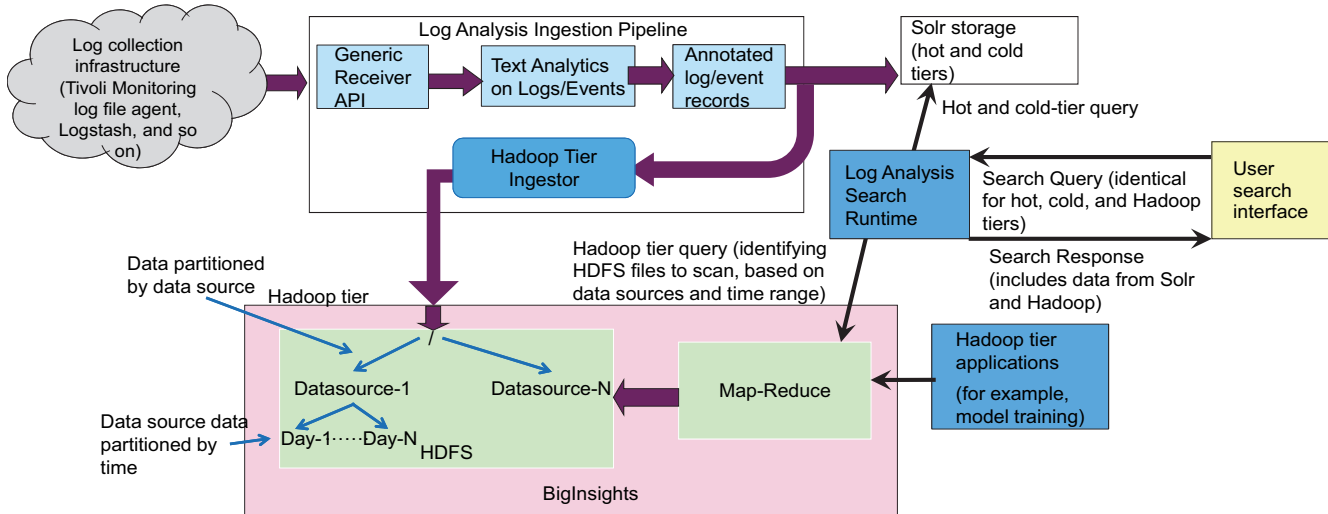 Log collection
infrastructure
(Tivoli Monitoring
log file agent,
Logstash, and so
on)
Log Analysis Ingestion Pipeline
Generic
Receiver
API
Text Analytics
on Logs/Events
Annotated
log/event
records
Solr storage
(hot and cold
tiers)
Hot and cold-tier query
Hadoop Tier
Ingestor
Log Analysis
Search
Runtime
Search Query (identical
for hot, cold, and Hadoop
tiers)
User
search
interface
Search Response
(includes data from Solr
and Hadoop)
Hadoop tier query (identifying
HDFS files to scan, based on
data sources and time range)
Data partitioned
by data source
Hadoop tier
/
Datasource-1
Datasource-N
Map-Reduce
Hadoop tier
applications
(for example,
model training)
Data source data
partitioned by
time
Day-1 ..... Day-N
HDFS
BigInsights